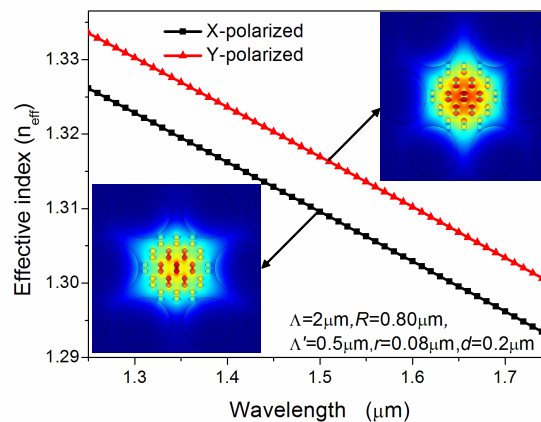 X-polarized
Y-polarized
Effective index (n_eff)
1.33
1.32
1.31
1.30
1.29
Λ=2μm,R=0.80μm,
Λ'=0.5μm,r=0.08μm,d=0.2μm
1.3 1.4 1.5 1.6 1.7
Wavelength (μm)